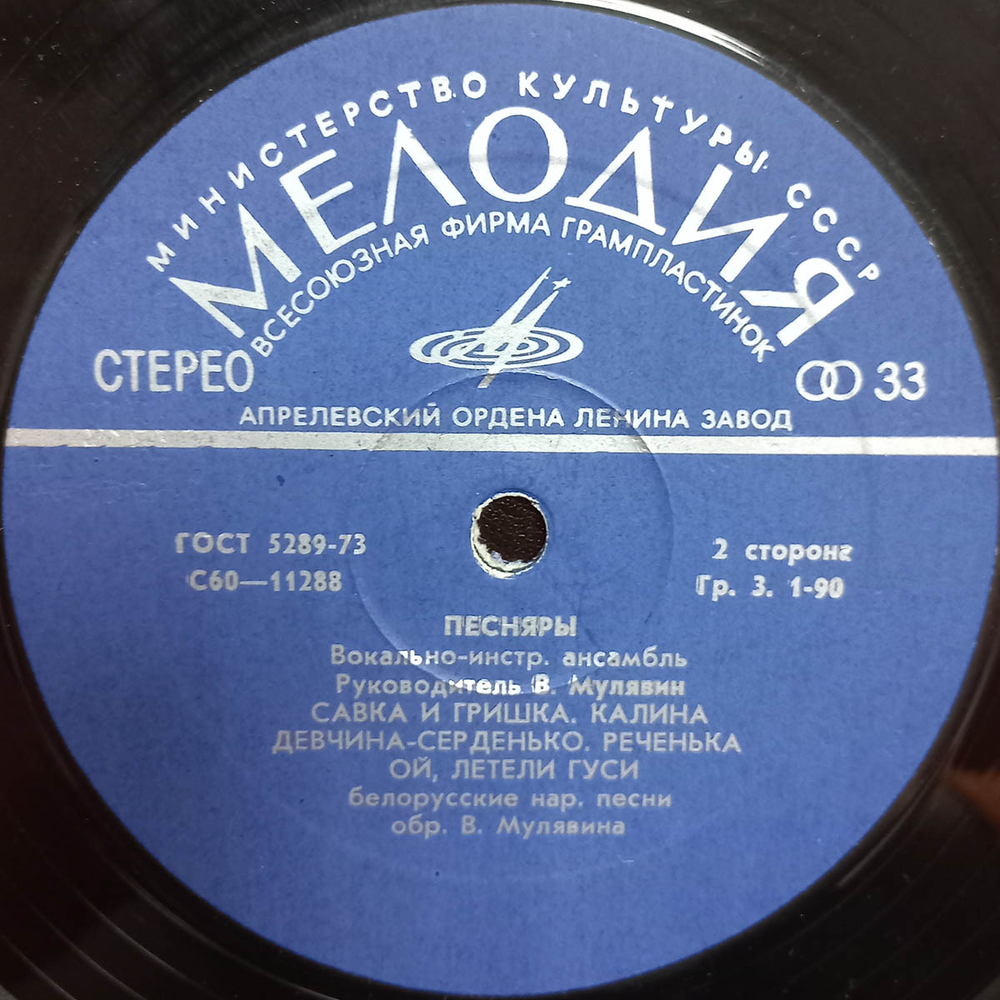 МИНИСТЕРСТВО КУЛЬТУРЫ СССР
МЕЛОДИЯ
ВСЕСОЮЗНАЯ ФИРМА ГРАМПЛАСТИНОК
СТЕРЕО
33
АПРЕЛЕВСКИЙ ОРДЕНА ЛЕНИНА ЗАВОД
ГОСТ 5289-73
2 сторона
С60—11288
Гр. 3. 1-90
ПЕСНЯРЫ
Вокально-инстр. ансамбль
Руководитель В. Мулявин
САВКА И ГРИШКА. КАЛИНА
ДЕВЧИНА-СЕРДЕНЬКО. РЕЧЕНЬКА
ОЙ, ЛЕТЕЛИ ГУСИ
белорусские нар. песни
обр. В. Мулявина